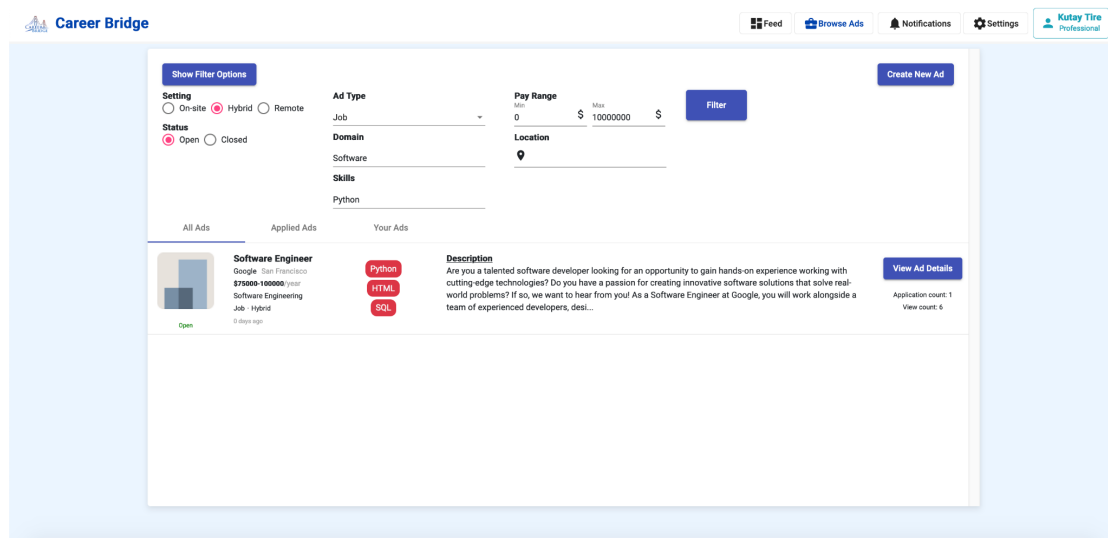 Career Bridge
Feed
Browse Ads
Notifications
Settings
Kutay Tire
Professional
Show Filter Options
Create New Ad
Setting
On-site
Hybrid
Remote
Status
Open
Closed
Ad Type
Job
Domain
Software
Skills
Python
Pay Range
Min
0
$
Max
10000000
$
Location
Filter
All Ads
Applied Ads
Your Ads
Open
Software Engineer
Google San Francisco
$75000-100000/year
Software Engineering
Job - Hybrid
0 days ago
Python
HTML
SQL
Description
Are you a talented software developer looking for an opportunity to gain hands-on experience working with
cutting-edge technologies? Do you have a passion for creating innovative software solutions that solve real-
world problems? If so, we want to hear from you! As a Software Engineer at Google, you will work alongside a
team of experienced developers, desi...
View Ad Details
Application count: 1
View count: 6